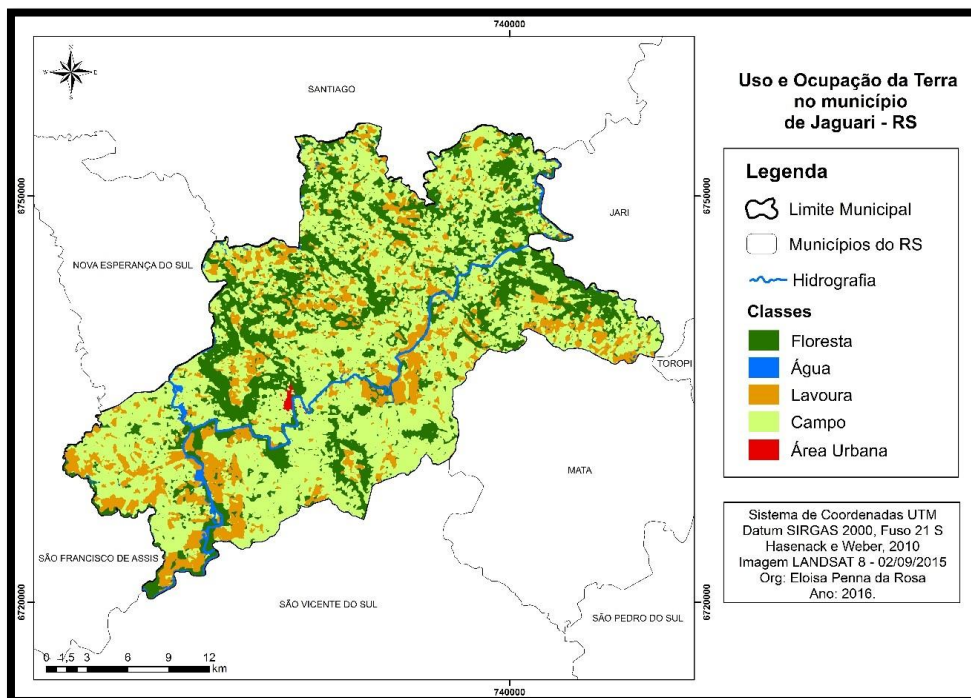 740000
N
W
E
S
SANTIAGO
6750000
6750000
JARI
NOVA ESPERANÇA DO SUL
TOROPI
MATA
SÃO FRANCISCO DE ASSIS
SÃO VICENTE DO SUL
SÃO PEDRO DO SUL
6720000
6720000
0 1,5 3 6 9 12
km
740000
Uso e Ocupação da Terra
no município
de Jaguari - RS
Legenda
Limite Municipal
Municípios do RS
Hidrografia
Classes
Floresta
Água
Lavoura
Campo
Área Urbana
Sistema de Coordenadas UTM
Datum SIRGAS 2000, Fuso 21 S
Hasenack e Weber, 2010
Imagem LANDSAT 8 - 02/09/2015
Org: Eloisa Penna da Rosa
Ano: 2016.